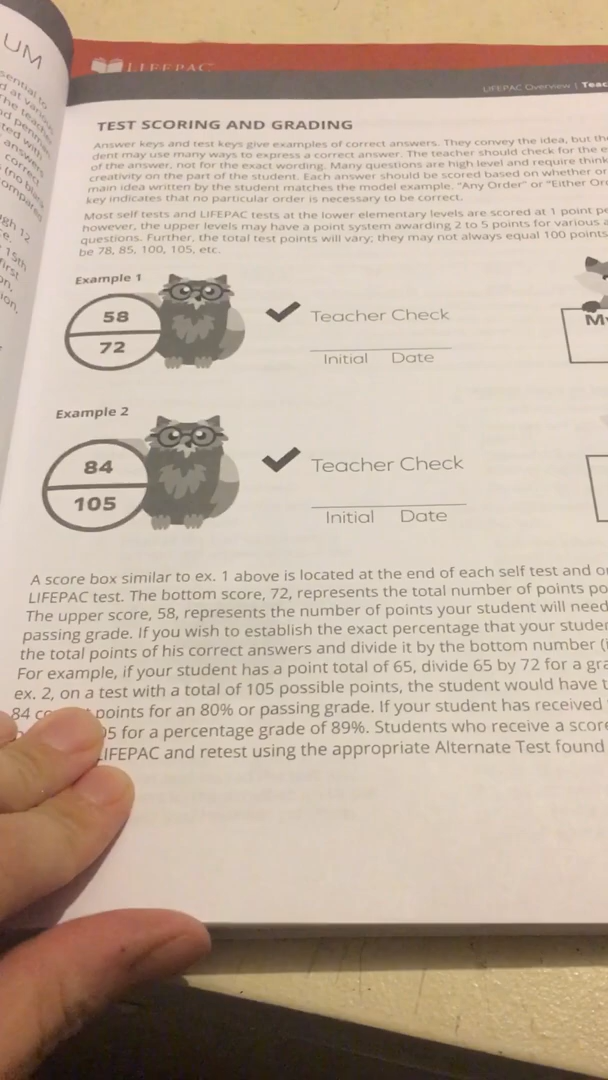 UM
LIFEPAC
LIFEPAC Overview | Teac
TEST SCORING AND GRADING
Answer keys and test keys give examples of correct answers. They convey the idea, but the
dent may use many ways to express a correct answer. The teacher should check for the e
of the answer, not for the exact wording. Many questions are high level and require think
creativity on the part of the student. Each answer should be scored based on whether or
main idea written by the student matches the model example. "Any Order" or "Either Ord
key indicates that no particular order is necessary to be correct.
Most self tests and LIFEPAC tests at the lower elementary levels are scored at 1 point pe
however, the upper levels may have a point system awarding 2 to 5 points for various a
questions. Further, the total test points will vary; they may not always equal 100 points
be 78, 85, 100, 105, etc.
Example 1
58
72
Teacher Check
Initial Date
My
Example 2
84
105
Teacher Check
Initial Date
A score box similar to ex. 1 above is located at the end of each self test and on
LIFEPAC test. The bottom score, 72, represents the total number of points po
The upper score, 58, represents the number of points your student will need
passing grade. If you wish to establish the exact percentage that your studen
the total points of his correct answers and divide it by the bottom number (i
For example, if your student has a point total of 65, divide 65 by 72 for a gra
ex. 2, on a test with a total of 105 possible points, the student would have t
84 points for an 80% or passing grade. If your student has received
05 for a percentage grade of 89%. Students who receive a score
LIFEPAC and retest using the appropriate Alternate Test found